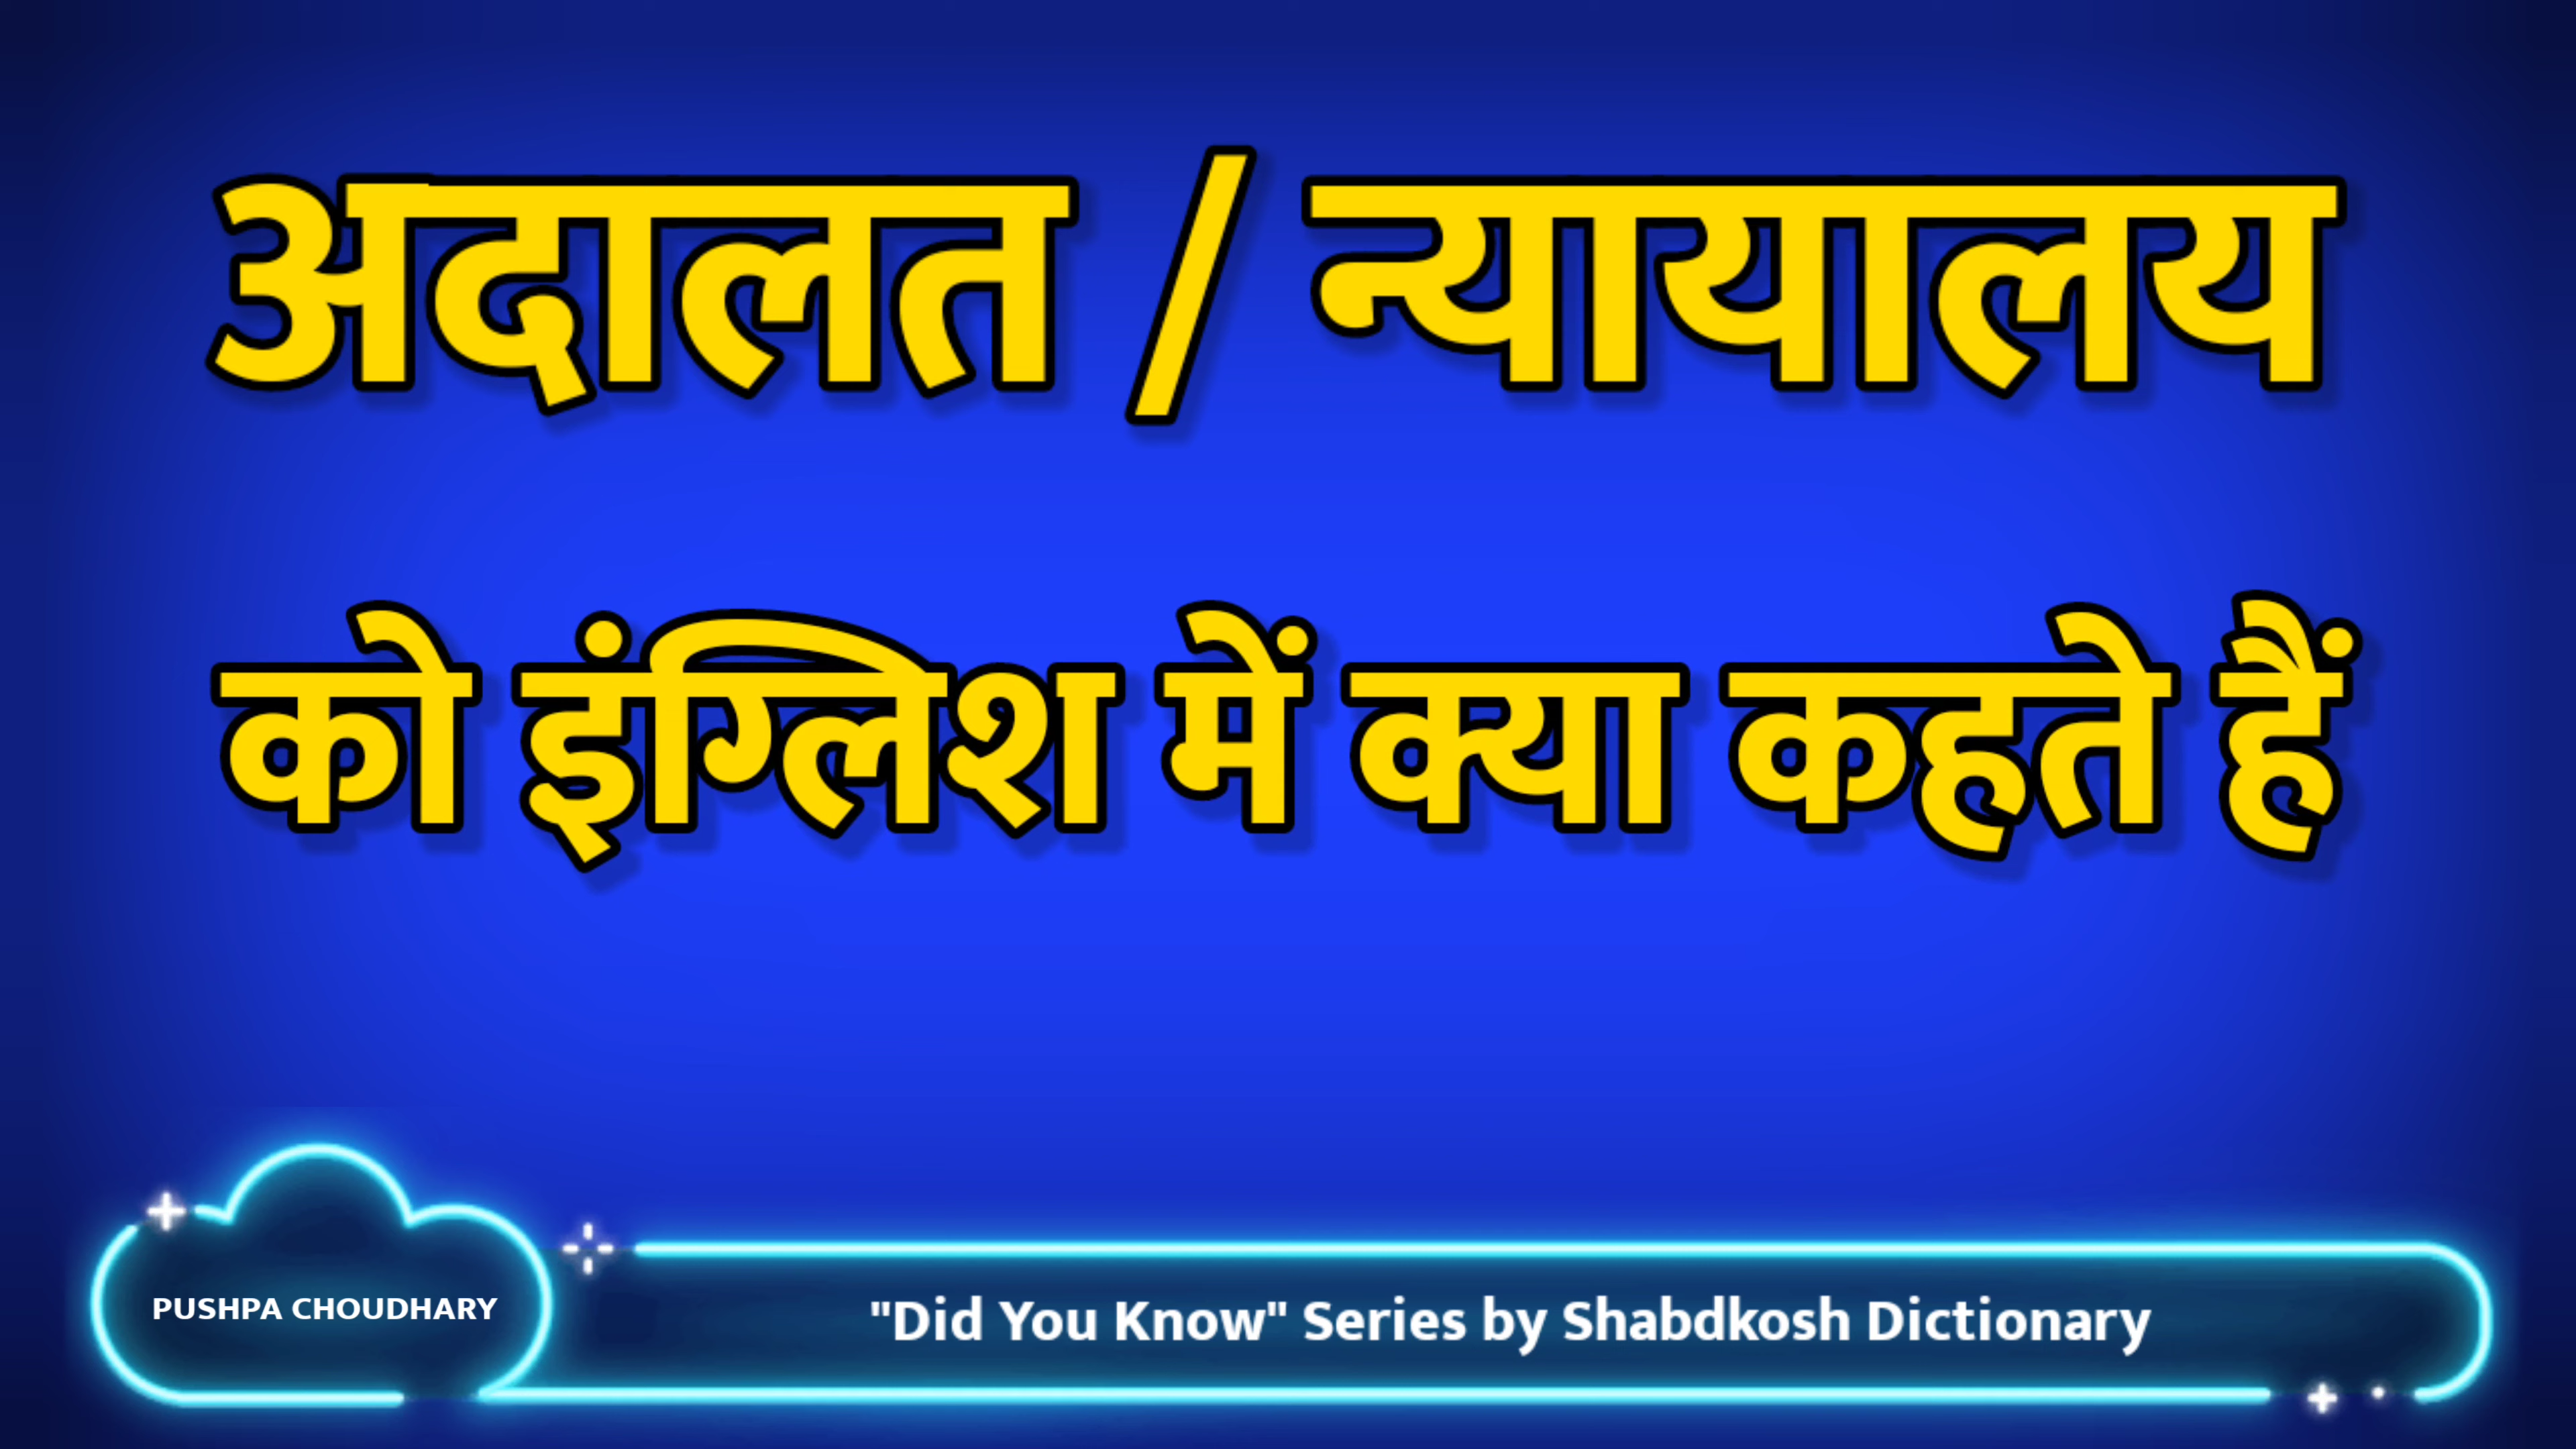 अदालत / न्यायालय
को इंग्लिश में क्या कहते हैं
PUSHPA CHOUDHARY
"Did You Know" Series by Shabdkosh Dictionary